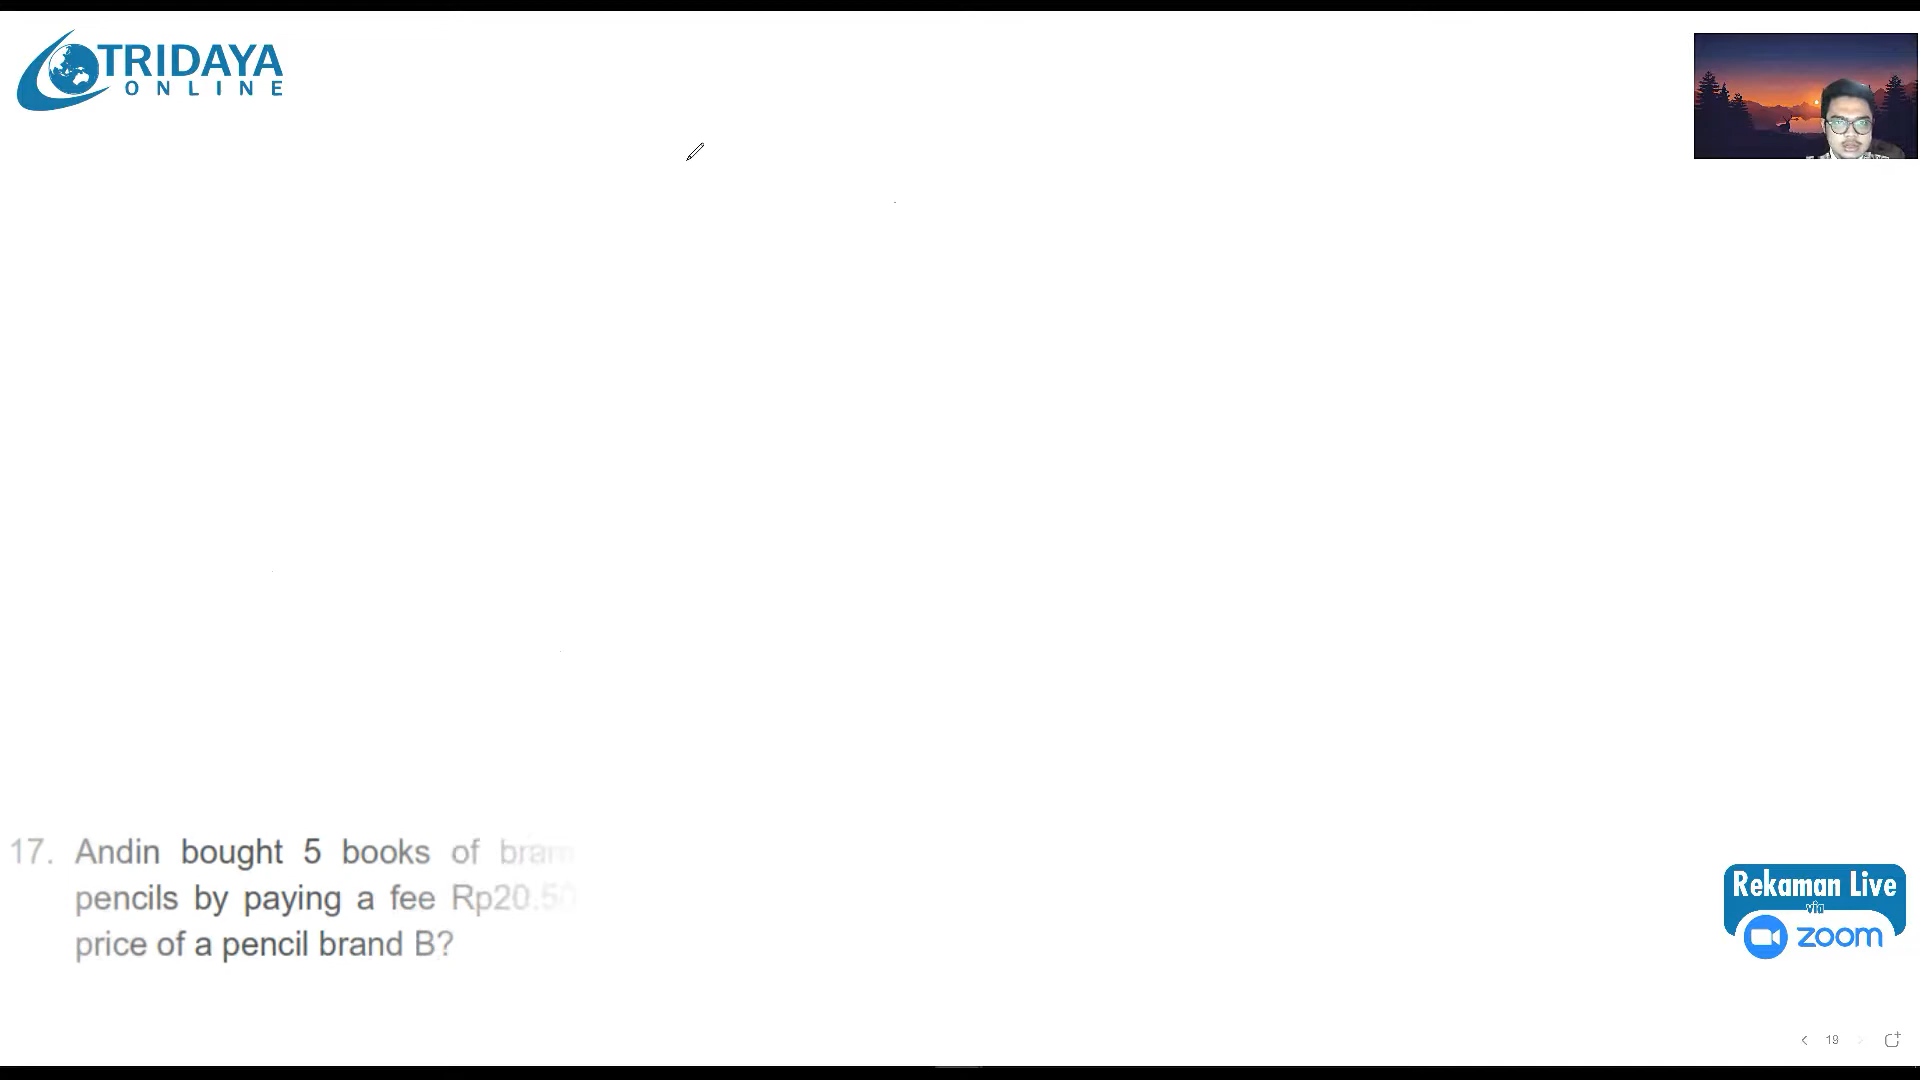 TRIDAYA
ONLINE
17. Andin bought 5 books of
pencils by paying a fee
price of a pencil brand B?
Rekaman Live
via
zoom
19